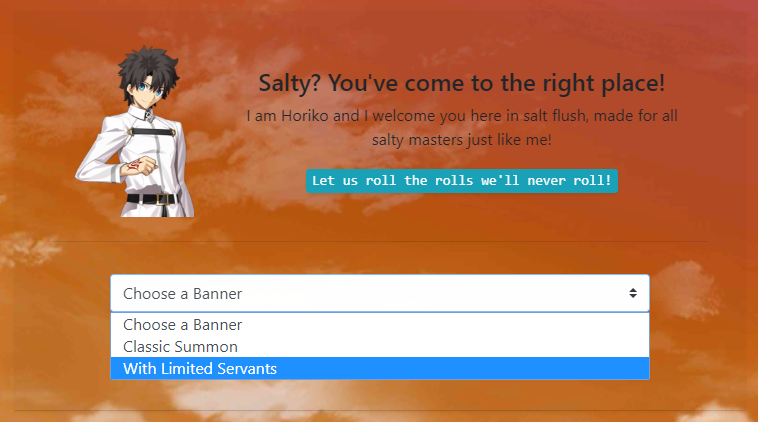 Salty? You've come to the right place!
I am Horiko and I welcome you here in salt flush, made for all
salty masters just like me!
Let us roll the rolls we'll never roll!
Choose a Banner
Choose a Banner
Classic Summon
With Limited Servants